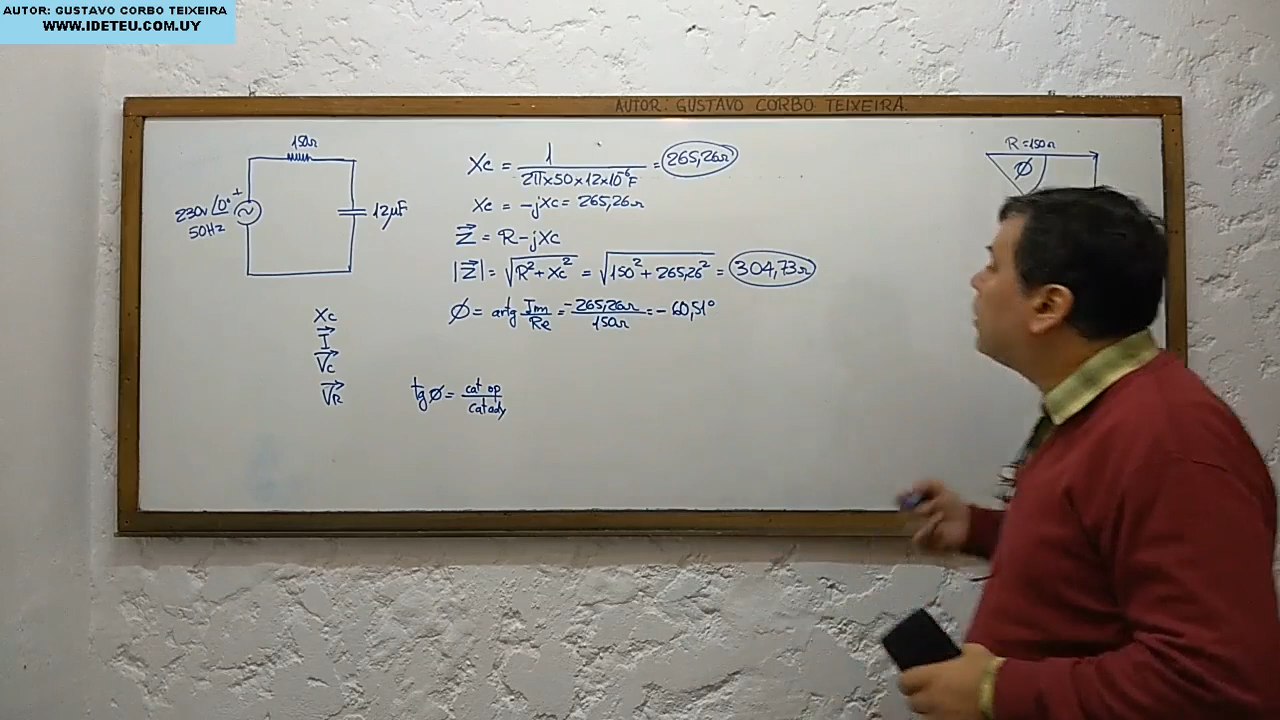 AUTOR: GUSTAVO CORBO TEIXEIRA
WWW.IDETEU.COM.UY
AUTOR: GUSTAVO CORBO TEIXEIRA.
150Ω
230V /0° +
50Hz
12µF
Xc
I
Vc
VR
Xc = 1 / 2π×50×12×10⁻⁶F = 265,26Ω
Xc = -jXc = 265,26Ω
Z = R - jXc
|Z| = √R² + Xc² = √150² + 265,26² = 304,73Ω
Ø = artg Im / Re = -265,26Ω / 150Ω = -60,51°
tgø = cat op / cat ady
R = 150Ω
Ø